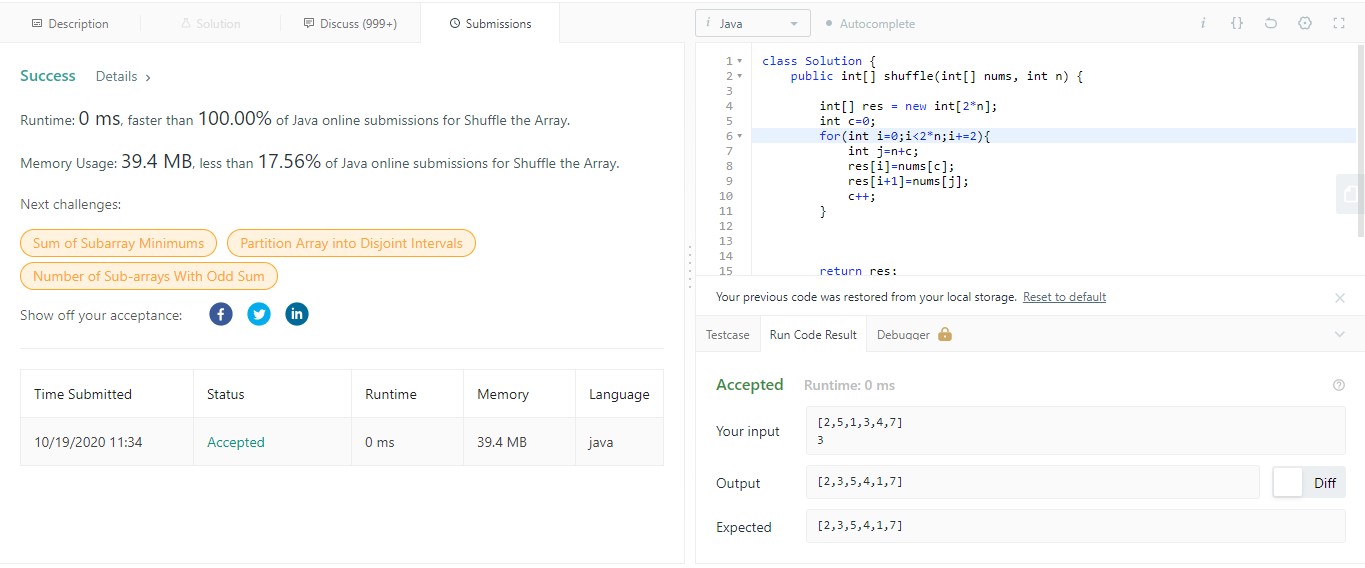 Description
Solution
Discuss (999+)
Submissions
Success Details >
Runtime: 0 ms, faster than 100.00% of Java online submissions for Shuffle the Array.
Memory Usage: 39.4 MB, less than 17.56% of Java online submissions for Shuffle the Array.
Next challenges:
Sum of Subarray Minimums
Partition Array into Disjoint Intervals
Number of Sub-arrays With Odd Sum
Show off your acceptance:
f
in
Time Submitted Status Runtime Memory Language
10/19/2020 11:34 Accepted 0 ms 39.4 MB java
i Java
Autocomplete
i {}
1 class Solution {
2 public int[] shuffle(int[] nums, int n) {
3
4 int[] res = new int[2*n];
5 int c=0;
6 for(int i=0;i<2*n;i+=2){
7 int j=n+c;
8 res[i]=nums[c];
9 res[i+1]=nums[j];
10 c++;
11 }
12
13
14
15 return res;
Your previous code was restored from your local storage. Reset to default
Testcase Run Code Result Debugger
Accepted Runtime: 0 ms
Your input
[2,5,1,3,4,7]
3
Output [2,3,5,4,1,7] Diff
Expected [2,3,5,4,1,7]